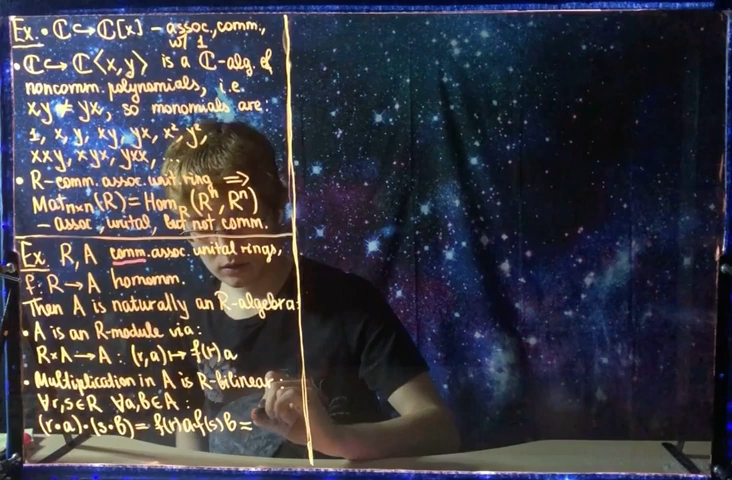 Ex. • ℂ ↪ ℂ[x] – assoc., comm.,
w/ 1
• ℂ ↪ ℂ⟨x,y⟩ is a ℂ-alg. of
noncomm. polynomials, i.e.
xy ≠ yx, so monomials are
1, x, y, xy, yx, x², y²,
xxy, xyx, yxx, ...
• R-comm. assoc. unit. ring ⇒
Mat_{n×n}(R) = Hom_R(Rⁿ, Rⁿ)
– assoc., unital, but not comm.
Ex. R, A comm. assoc. unital rings,
f: R → A homom.
Then A is naturally an R-algebra:
• A is an R-module via:
R×A → A : (r,a) ↦ f(r)a
• Multiplication in A is R-bilinear:
∀r,s∈R ∀a,b∈A :
(r•a)·(s•b) = f(r)af(s)b =